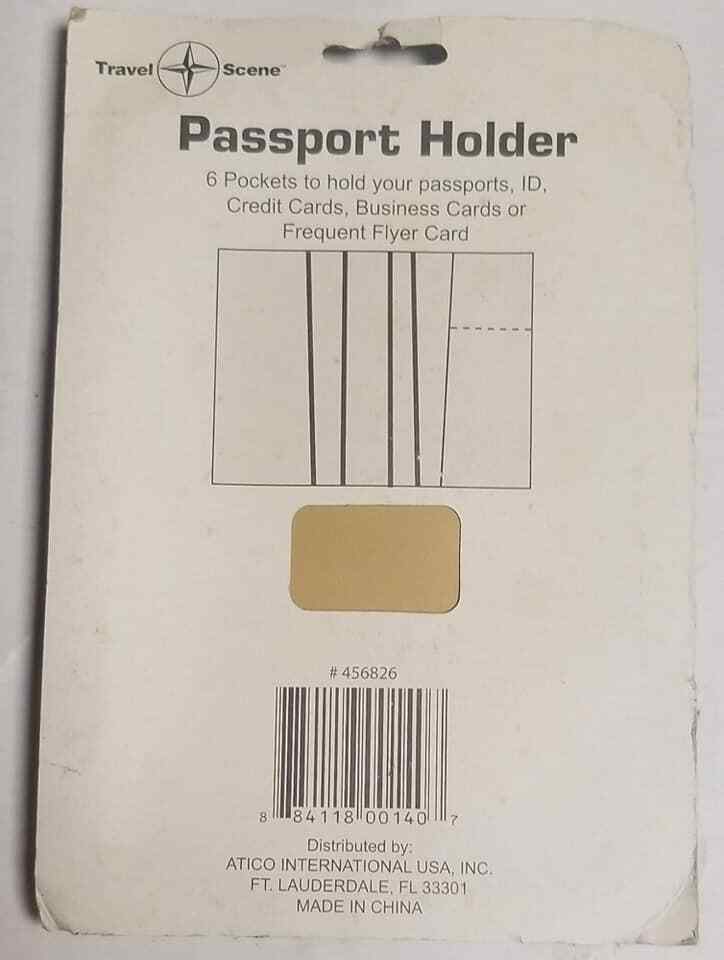 Travel Scene™
Passport Holder
6 Pockets to hold your passports, ID,
Credit Cards, Business Cards or
Frequent Flyer Card
# 456826
8 84118 00140 7
Distributed by:
ATICO INTERNATIONAL USA, INC.
FT. LAUDERDALE, FL 33301
MADE IN CHINA